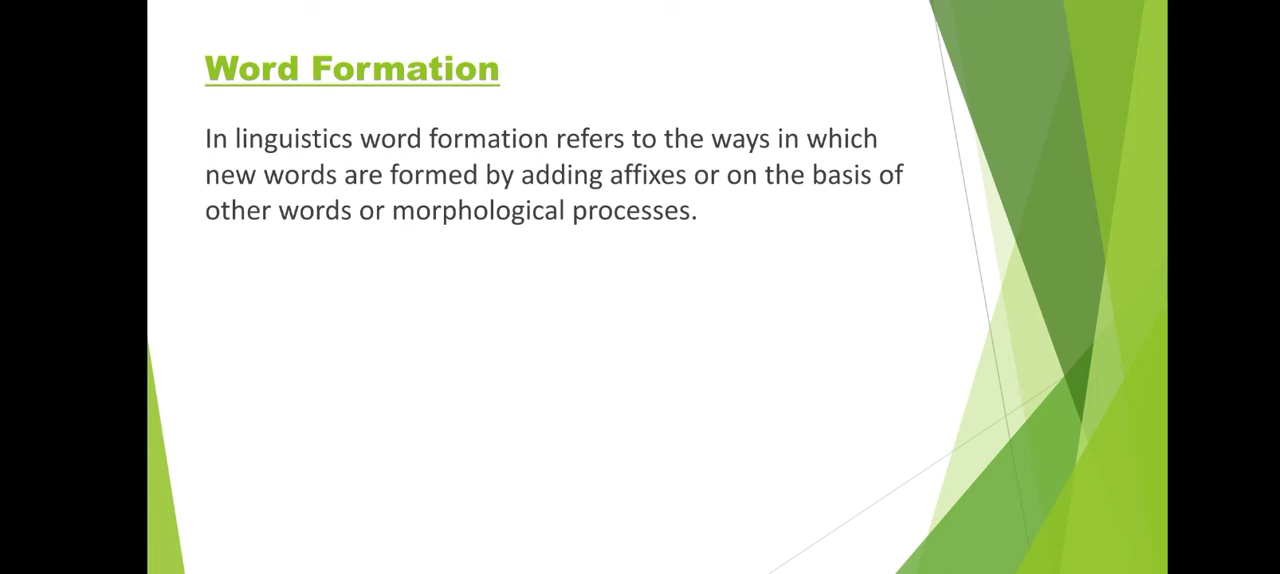 Word Formation
In linguistics word formation refers to the ways in which
new words are formed by adding affixes or on the basis of
other words or morphological processes.